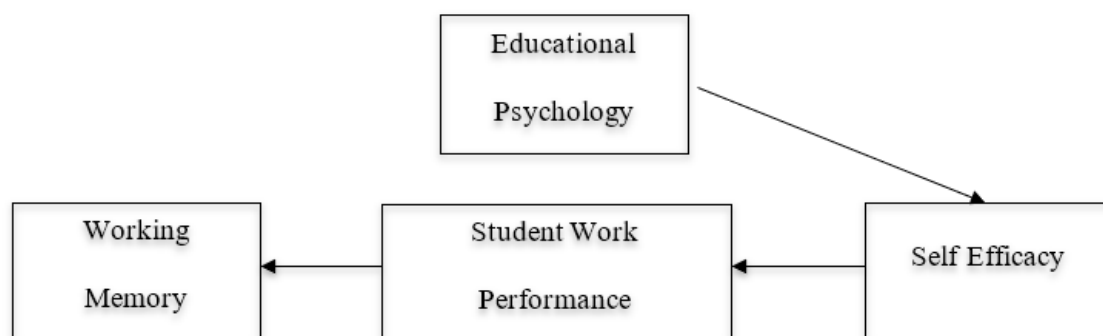 Educational
Psychology
Working
Memory
Student Work
Performance
Self Efficacy